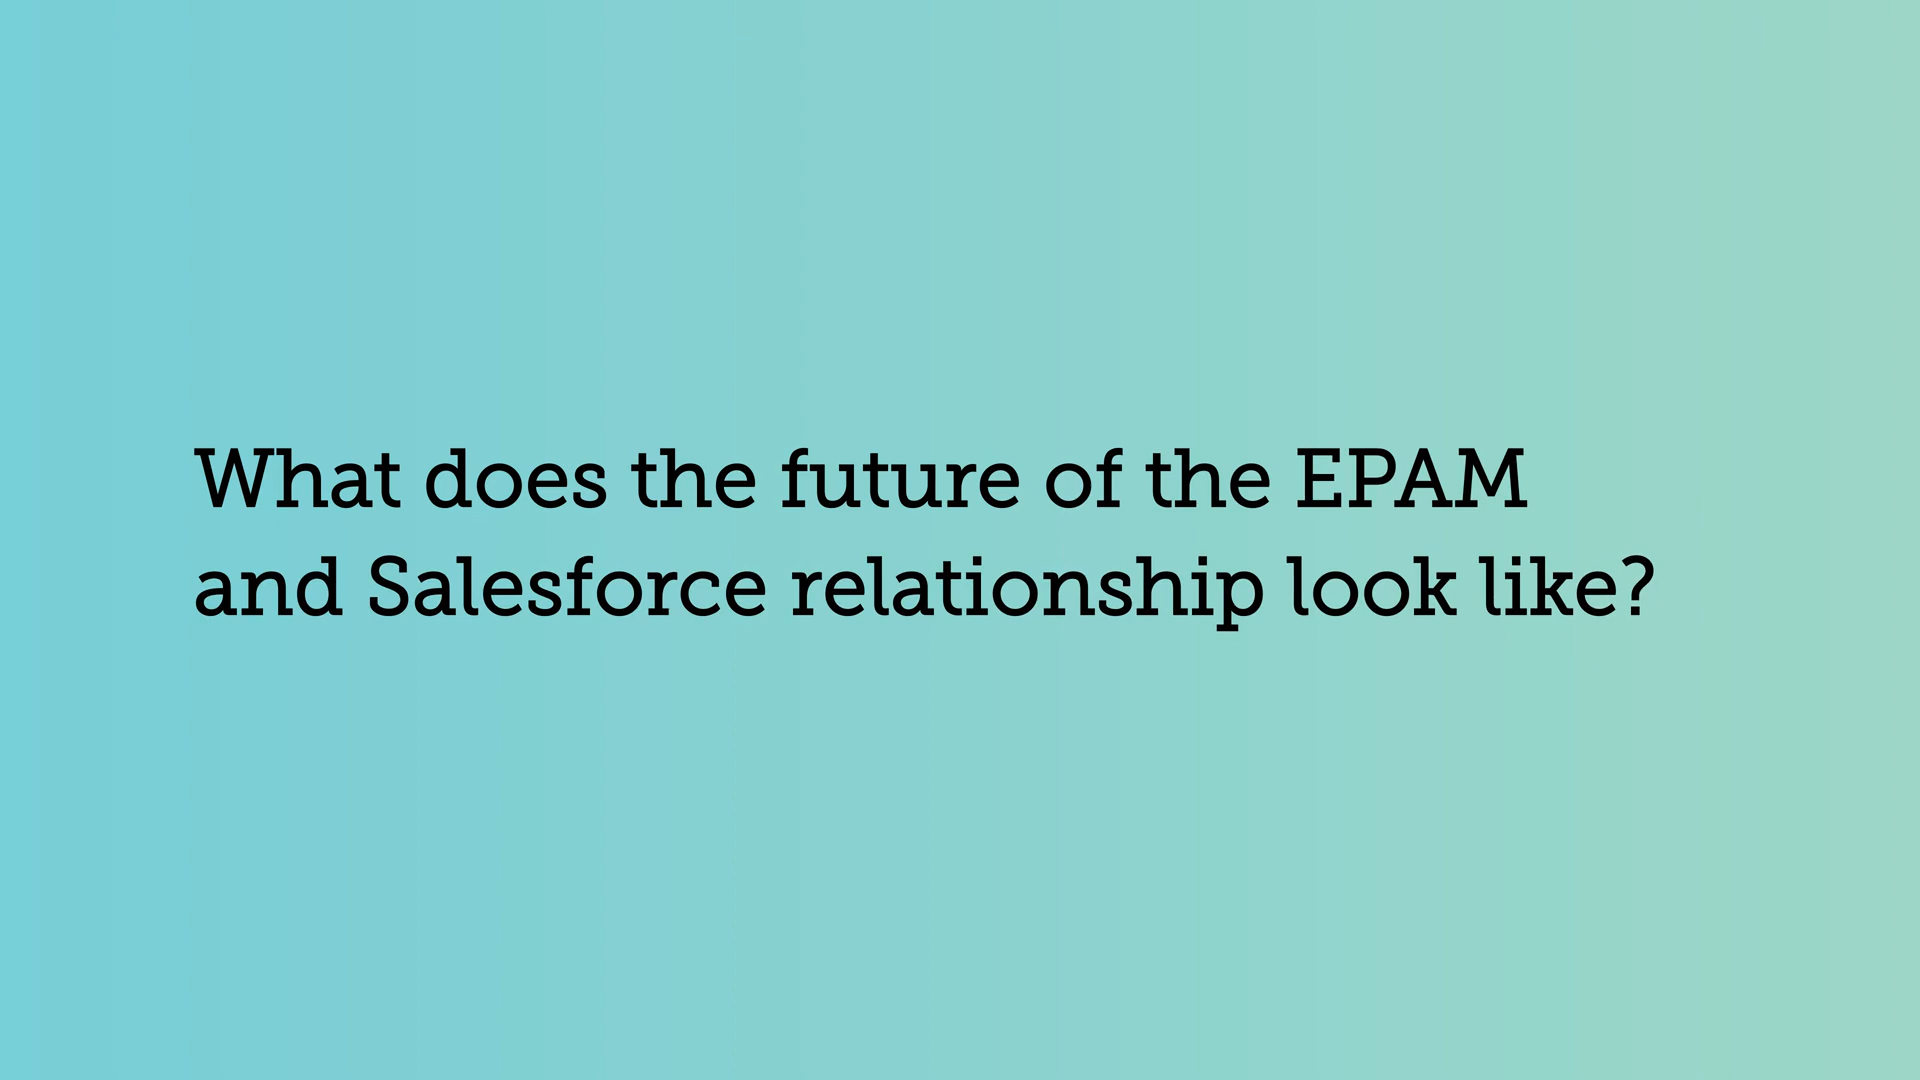 What does the future of the EPAM
and Salesforce relationship look like?